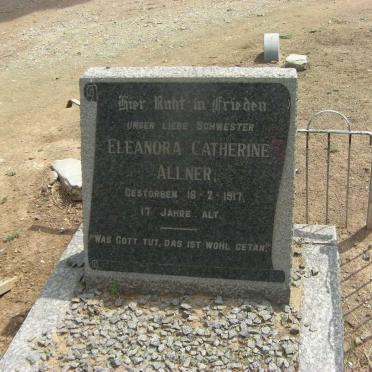 Hier Ruht in Frieden
UNSER LIEBE SCHWESTER
ELEANORA CATHERINE
ALLNER,
GESTORBEN 18-2-1917,
17 JAHRE ALT.
"WAS GOTT TUT, DAS IST WOHL GETAN."